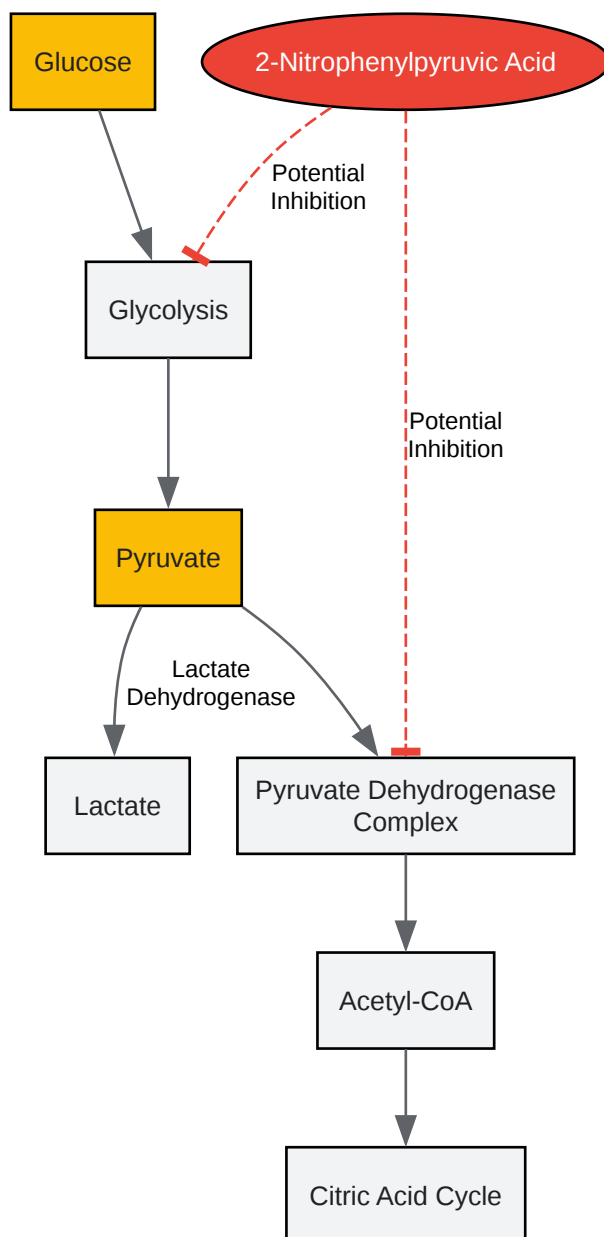 Glucose
2-Nitrophenylpyruvic Acid
Potential
Inhibition
Glycolysis
Potential
Inhibition
Pyruvate
Lactate
Dehydrogenase
Lactate
Pyruvate Dehydrogenase
Complex
Acetyl-CoA
Citric Acid Cycle